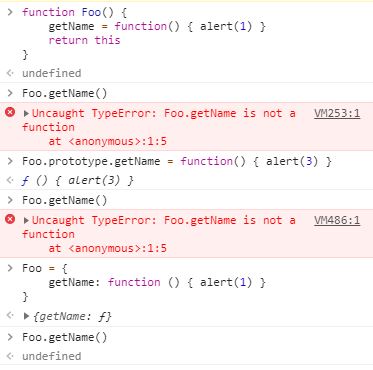 function Foo() {
    getName = function() { alert(1) }
    return this
}
undefined
Foo.getName()
Uncaught TypeError: Foo.getName is not a VM253:1
function
    at <anonymous>:1:5
Foo.prototype.getName = function() { alert(3) }
ƒ () { alert(3) }
Foo.getName()
Uncaught TypeError: Foo.getName is not a VM486:1
function
    at <anonymous>:1:5
Foo = {
    getName: function () { alert(1) }
}
{getName: ƒ}
Foo.getName()
undefined